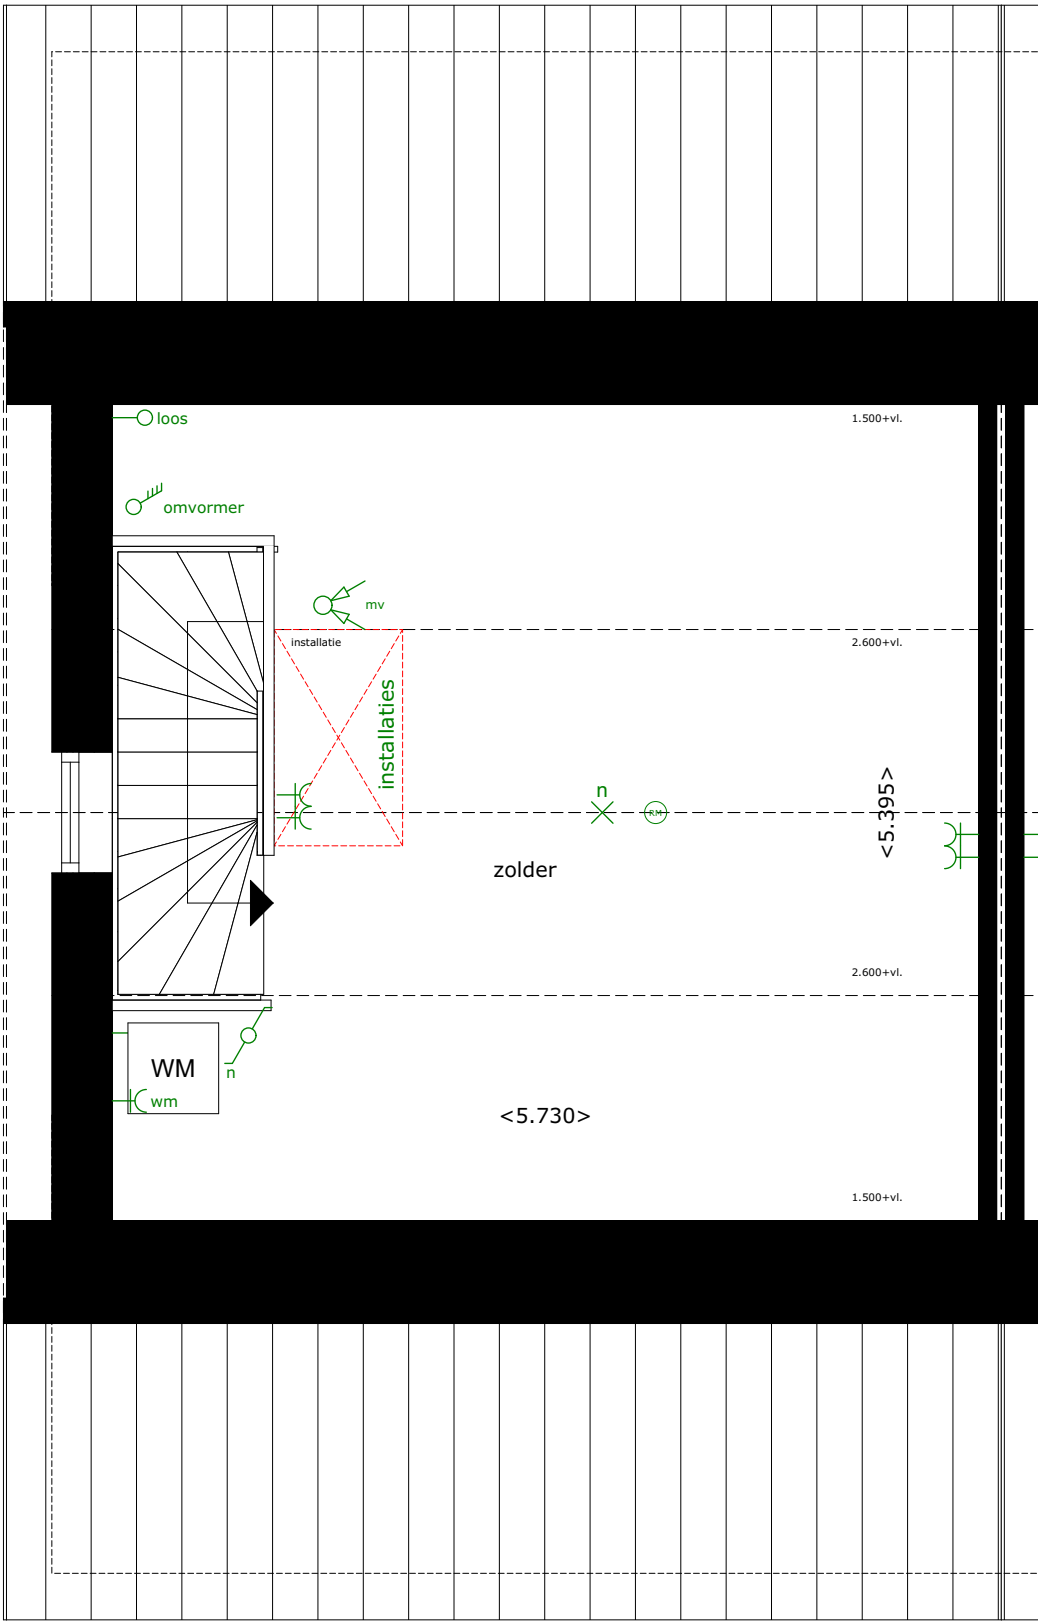 loos
1.500+vl.
omvormer
mv
installatie
2.600+vl.
installaties
n
RM
<5.395>
zolder
2.600+vl.
WM
n
wm
<5.730>
1.500+vl.